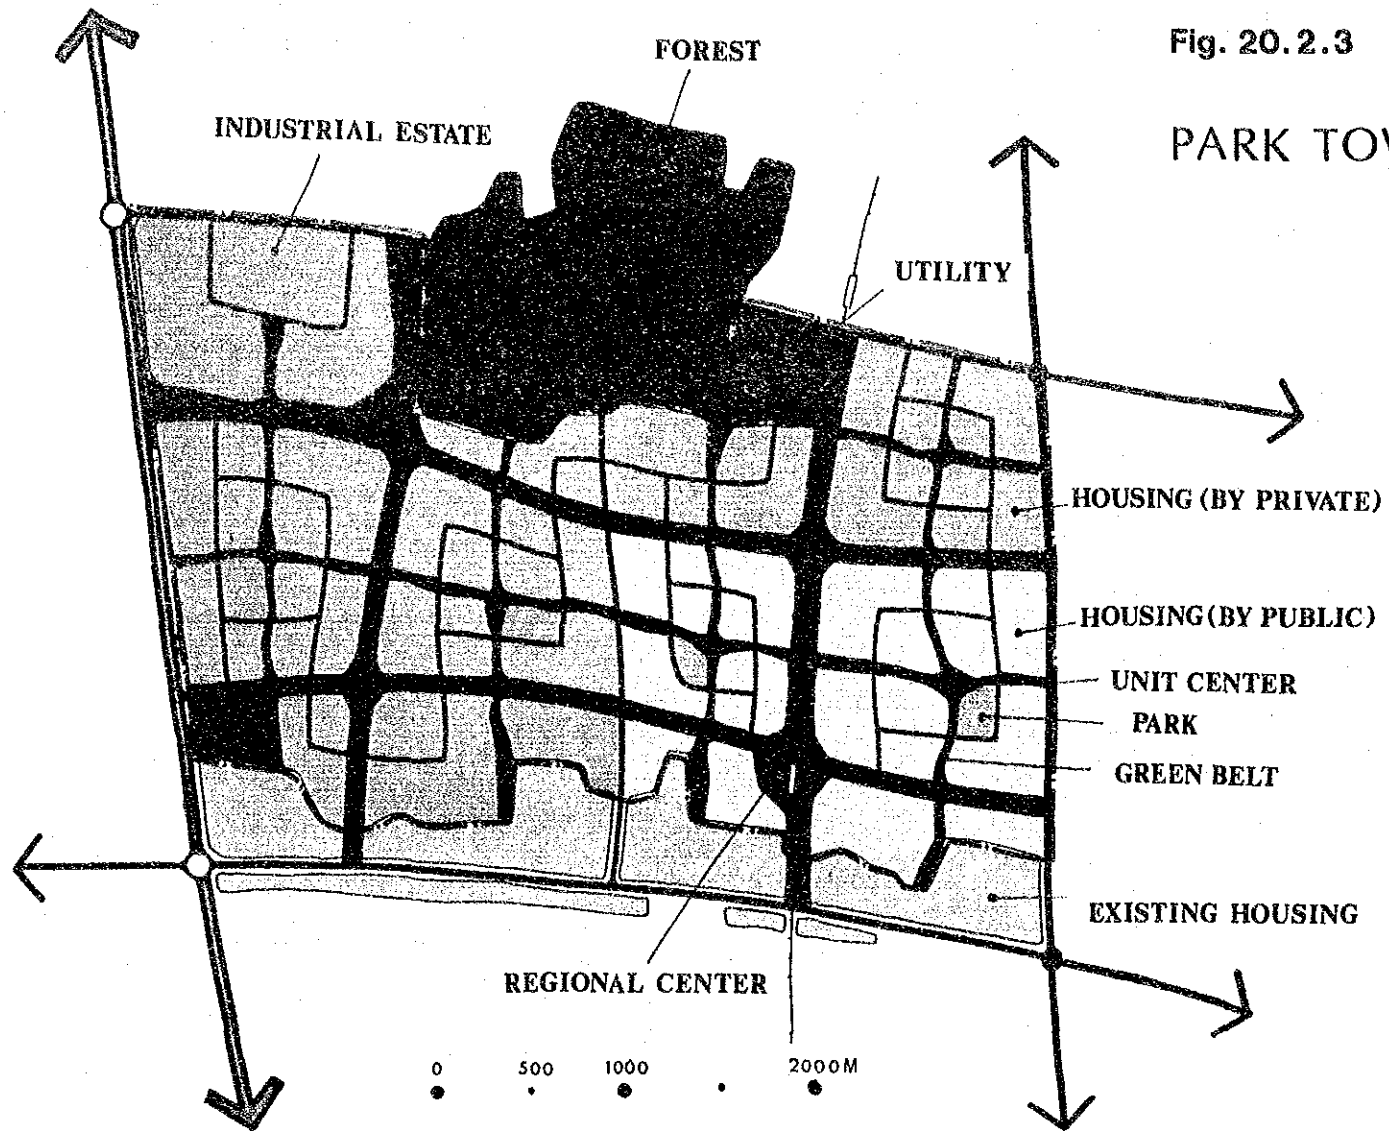 Fig. 20.2.3
PARK TOW
FOREST
INDUSTRIAL ESTATE
UTILITY
HOUSING (BY PRIVATE)
HOUSING (BY PUBLIC)
UNIT CENTER
PARK
GREEN BELT
EXISTING HOUSING
REGIONAL CENTER
0 500 1000 2000M